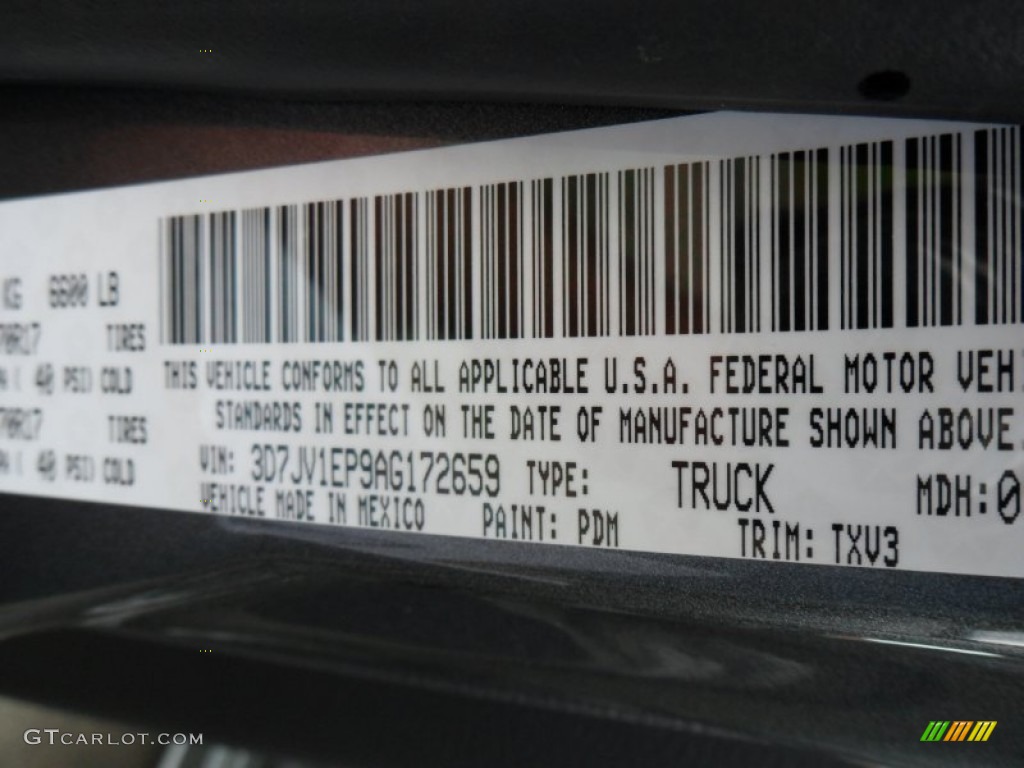 KG 6600 LB
70R17 TIRES
( 40 PSI) COLD
70R17 TIRES
( 40 PSI) COLD
THIS VEHICLE CONFORMS TO ALL APPLICABLE U.S.A. FEDERAL MOTOR VEH
STANDARDS IN EFFECT ON THE DATE OF MANUFACTURE SHOWN ABOVE.
VIN: 3D7JV1EP9AG172659 TYPE: TRUCK MDH:0
VEHICLE MADE IN MEXICO PAINT: PDM TRIM: TXV3
GTCARLOT.COM